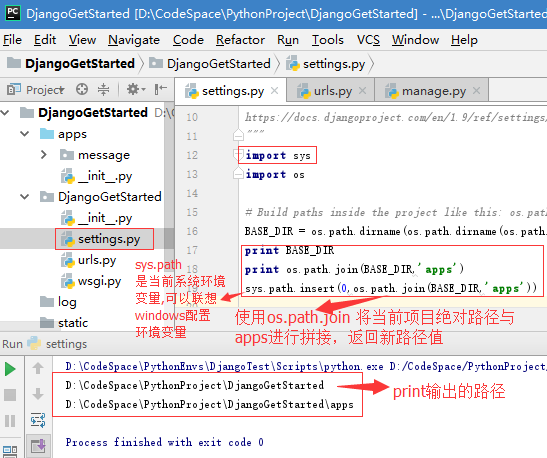 DjangoGetStarted [D:\CodeSpace\PythonProject\DjangoGetStarted] - ...\DjangoGetStarted
File Edit View Navigate Code Refactor Run Tools VCS Window Help
DjangoGetStarted DjangoGetStarted settings.py
Project
settings.py × urls.py × manage.py ×
DjangoGetStarted D:\C
apps
message
__init__.py
DjangoGetStarted
__init__.py
settings.py
urls.py
wsgi.py
log
static
10 https://docs.djangoproject.com/en/1.9/ref/settings/
11 """
12 import sys
13 import os
14
15 # Build paths inside the project like this: os.path
16 BASE_DIR = os.path.dirname(os.path.dirname(os.path.
17 print BASE_DIR
18 print os.path.join(BASE_DIR,'apps')
sys.path.insert(0,os.path.join(BASE_DIR,'apps'))
sys.path
是当前系统环境
变量,可以联想
windows配置
环境变量
使用os.path.join 将当前项目绝对路径与
apps进行拼接，返回新路径值
Run settings
D:\CodeSpace\PythonEnvs\DjangoTest\Scripts\python.exe D:/CodeSpace/PythonProject
D:\CodeSpace\PythonProject\DjangoGetStarted
D:\CodeSpace\PythonProject\DjangoGetStarted\apps
print输出的路径
Process finished with exit code 0